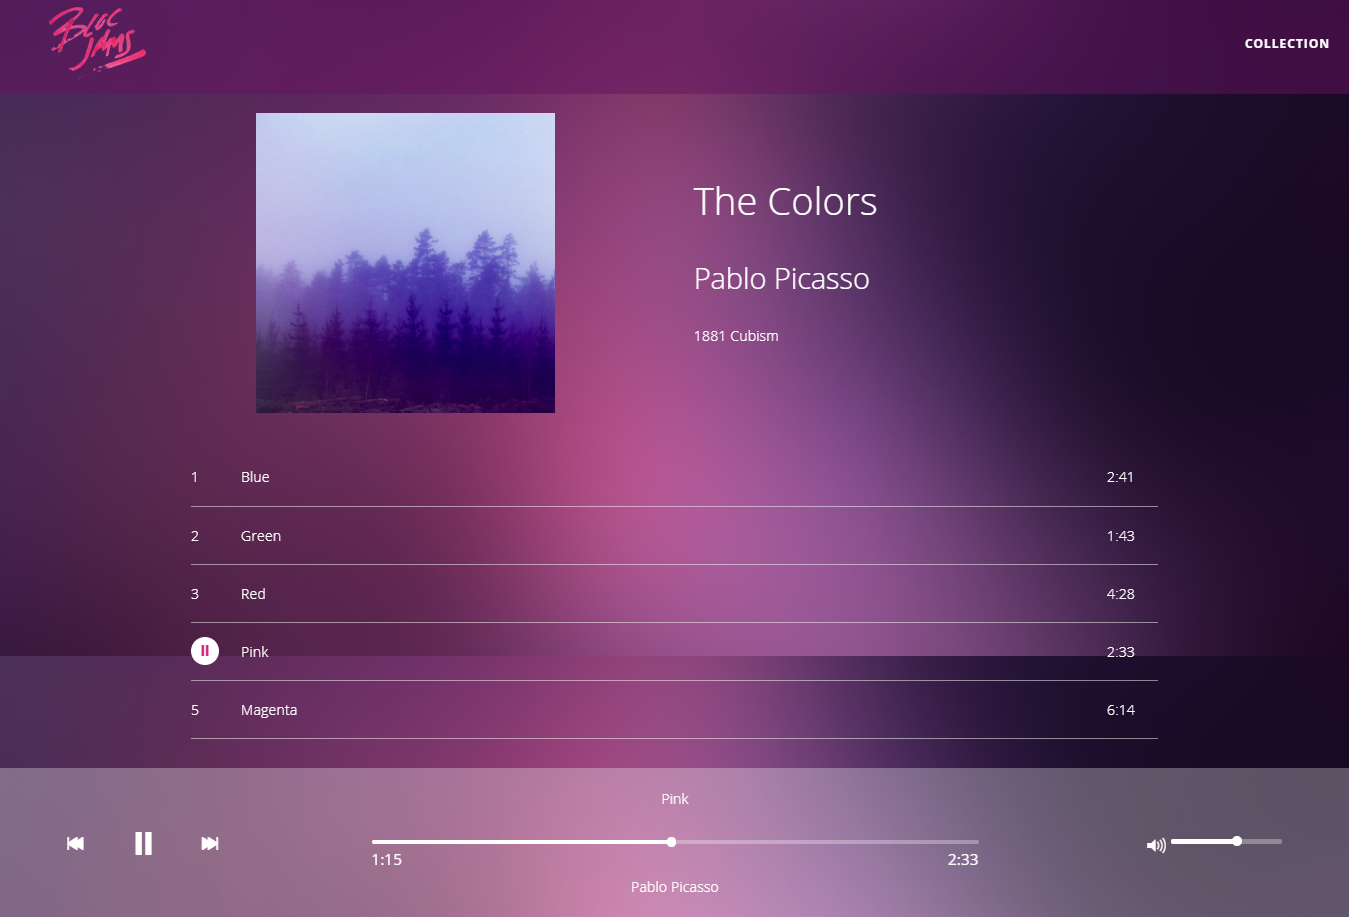 BLOC
JAMS
COLLECTION
The Colors
Pablo Picasso
1881 Cubism
1 Blue 2:41
2 Green 1:43
3 Red 4:28
Pink 2:33
5 Magenta 6:14
Pink
1:15 2:33
Pablo Picasso